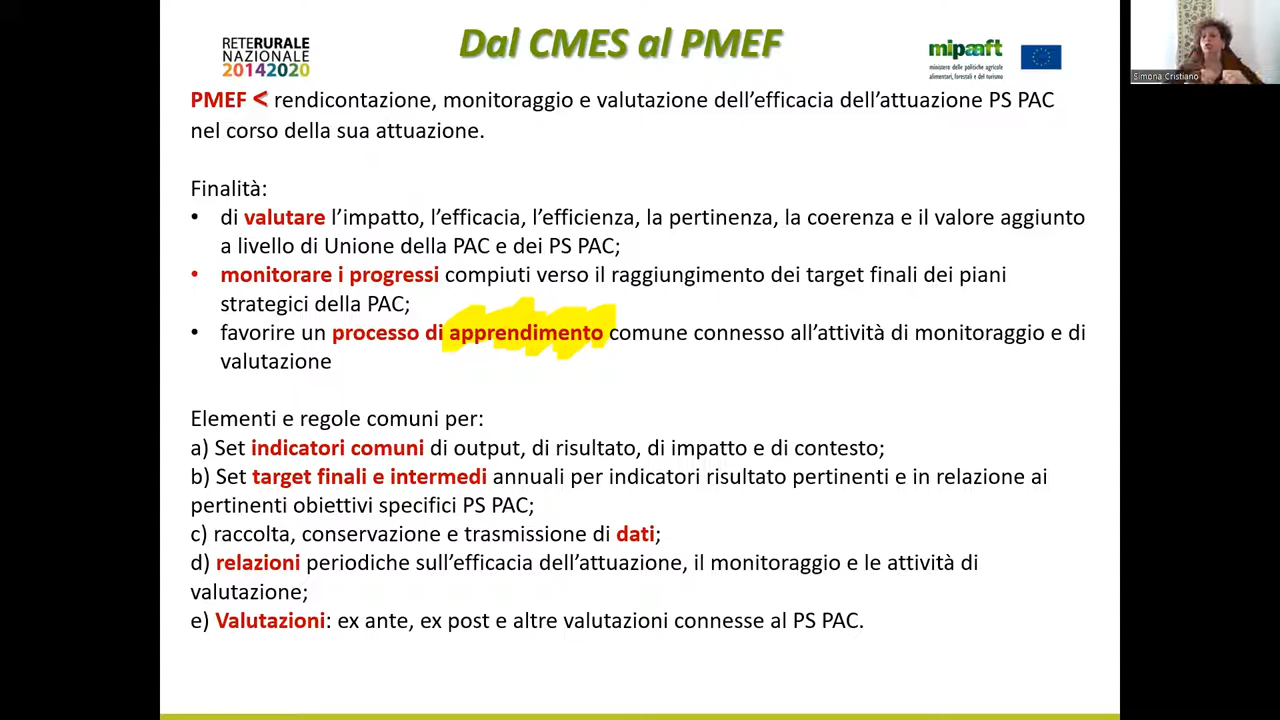 Dal CMES al PMEF
RETERURALE
NAZIONALE
20142020
mipaaft
ministero delle politiche agricole
alimentari, forestali e del turismo
Simona Cristiano
PMEF < rendicontazione, monitoraggio e valutazione dell’efficacia dell’attuazione PS PAC
nel corso della sua attuazione.
Finalità:
• di valutare l’impatto, l’efficacia, l’efficienza, la pertinenza, la coerenza e il valore aggiunto
a livello di Unione della PAC e dei PS PAC;
• monitorare i progressi compiuti verso il raggiungimento dei target finali dei piani
strategici della PAC;
• favorire un processo di apprendimento comune connesso all’attività di monitoraggio e di
valutazione
Elementi e regole comuni per:
a) Set indicatori comuni di output, di risultato, di impatto e di contesto;
b) Set target finali e intermedi annuali per indicatori risultato pertinenti e in relazione ai
pertinenti obiettivi specifici PS PAC;
c) raccolta, conservazione e trasmissione di dati;
d) relazioni periodiche sull’efficacia dell’attuazione, il monitoraggio e le attività di
valutazione;
e) Valutazioni: ex ante, ex post e altre valutazioni connesse al PS PAC.